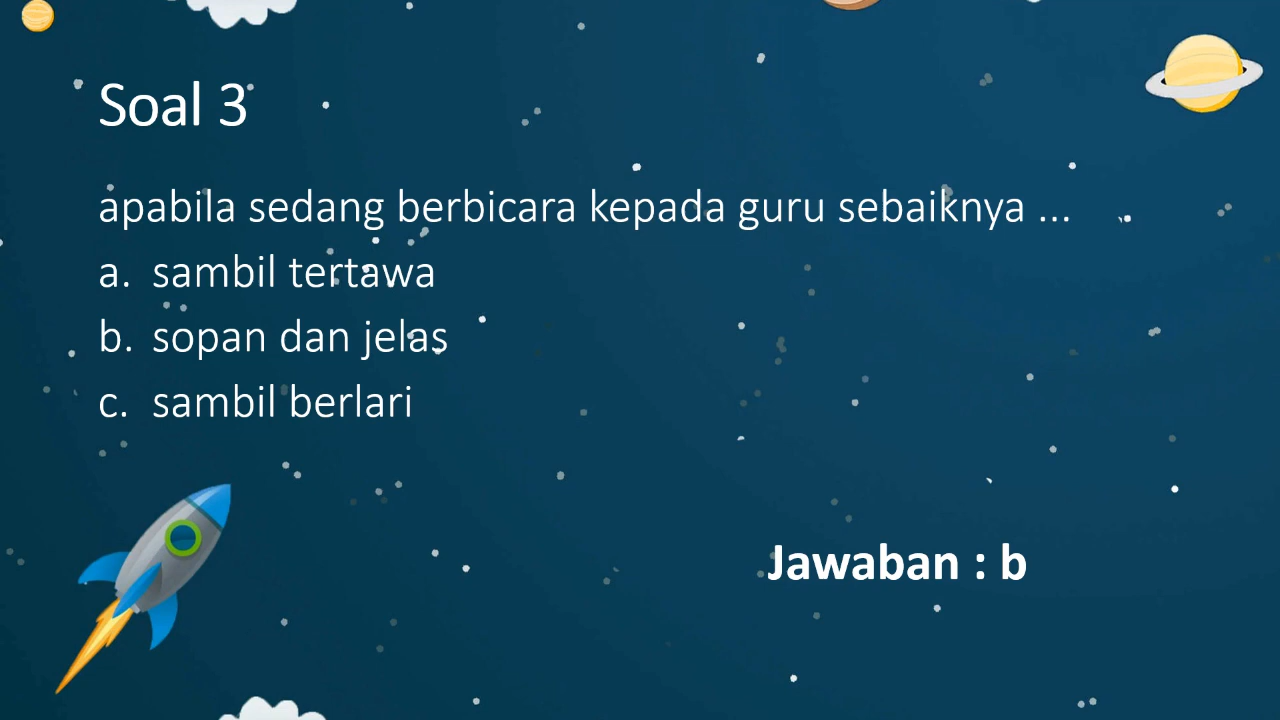 Soal 3
apabila sedang berbicara kepada guru sebaiknya ...
a. sambil tertawa
b. sopan dan jelas
c. sambil berlari
Jawaban : b